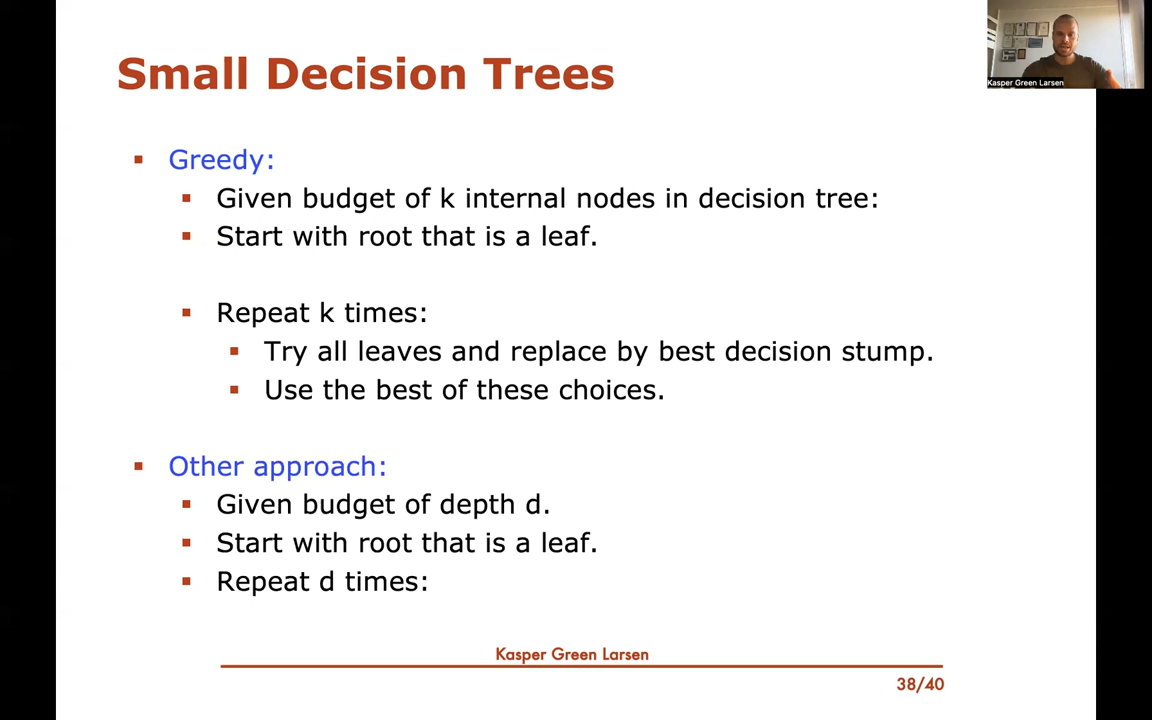 Small Decision Trees
Kasper Green Larsen
Greedy:
Given budget of k internal nodes in decision tree:
Start with root that is a leaf.
Repeat k times:
Try all leaves and replace by best decision stump.
Use the best of these choices.
Other approach:
Given budget of depth d.
Start with root that is a leaf.
Repeat d times:
Kasper Green Larsen
38/40